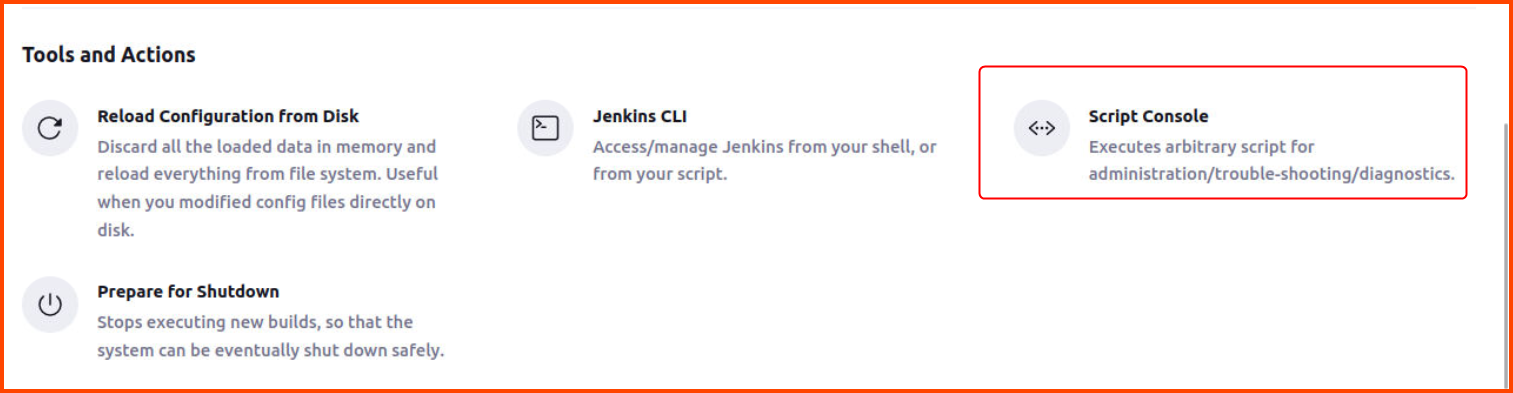 Tools and Actions
Reload Configuration from Disk
Discard all the loaded data in memory and
reload everything from file system. Useful
when you modified config files directly on
disk.
Jenkins CLI
Access/manage Jenkins from your shell, or
from your script.
Script Console
Executes arbitrary script for
administration/trouble-shooting/diagnostics.
Prepare for Shutdown
Stops executing new builds, so that the
system can be eventually shut down safely.